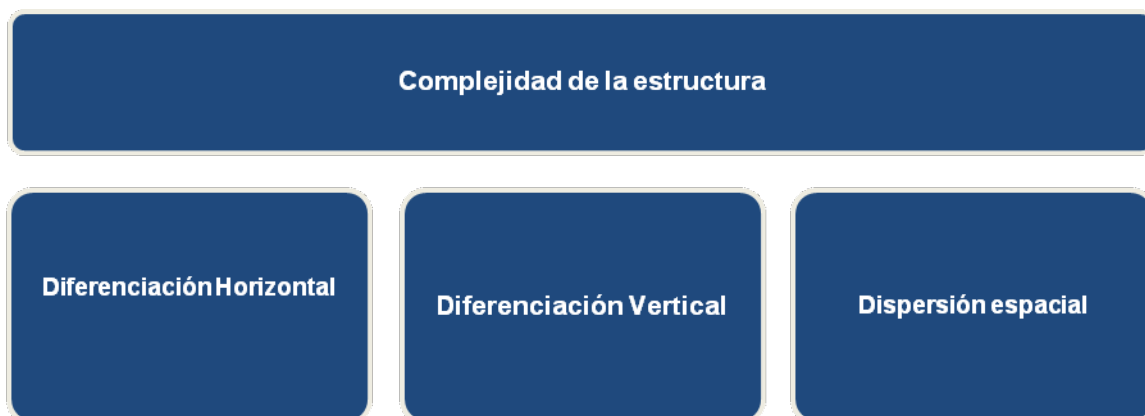 Complejidad de la estructura
Diferenciación Horizontal
Diferenciación Vertical
Dispersión espacial